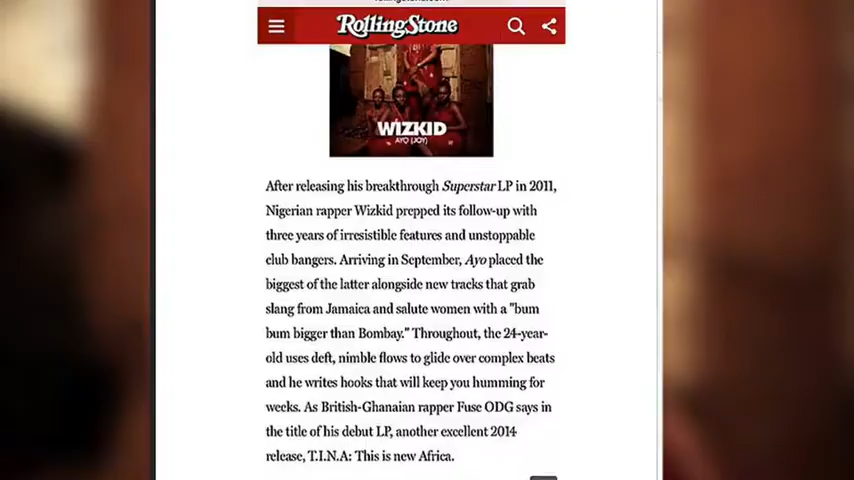 RollingStone
WIZKID
AYO (JOY)
After releasing his breakthrough Superstar LP in 2011,
Nigerian rapper Wizkid prepped its follow-up with
three years of irresistible features and unstoppable
club bangers. Arriving in September, Ayo placed the
biggest of the latter alongside new tracks that grab
slang from Jamaica and salute women with a "bum
bum bigger than Bombay." Throughout, the 24-year-
old uses deft, nimble flows to glide over complex beats
and he writes hooks that will keep you humming for
weeks. As British-Ghanaian rapper Fuse ODG says in
the title of his debut LP, another excellent 2014
release, T.I.N.A: This is new Africa.